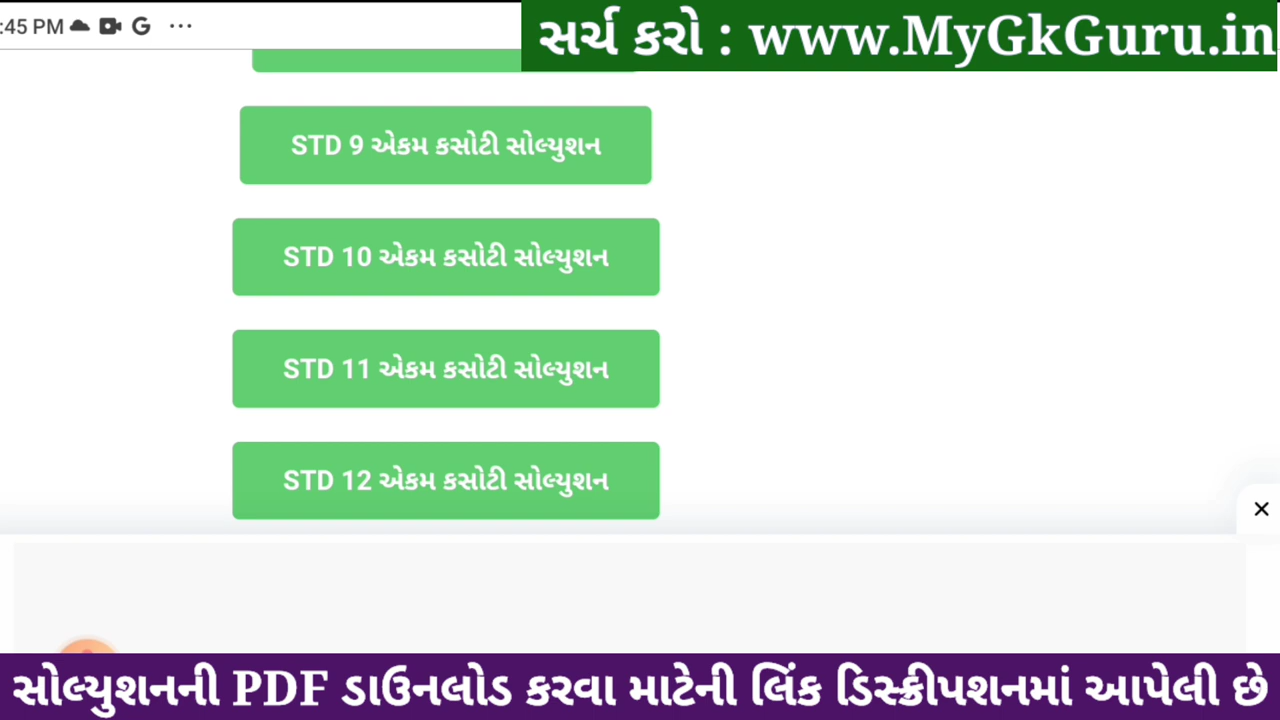 :45 PM
સર્ચ કરો : www.MyGkGuru.in
STD 9 એકમ કસોટી સોલ્યુશન
STD 10 એકમ કસોટી સોલ્યુશન
STD 11 એકમ કસોટી સોલ્યુશન
STD 12 એકમ કસોટી સોલ્યુશન
સોલ્યુશનની PDF ડાઉનલોડ કરવા માટેની લિંક ડિસ્ક્રીપશનમાં આપેલી છે